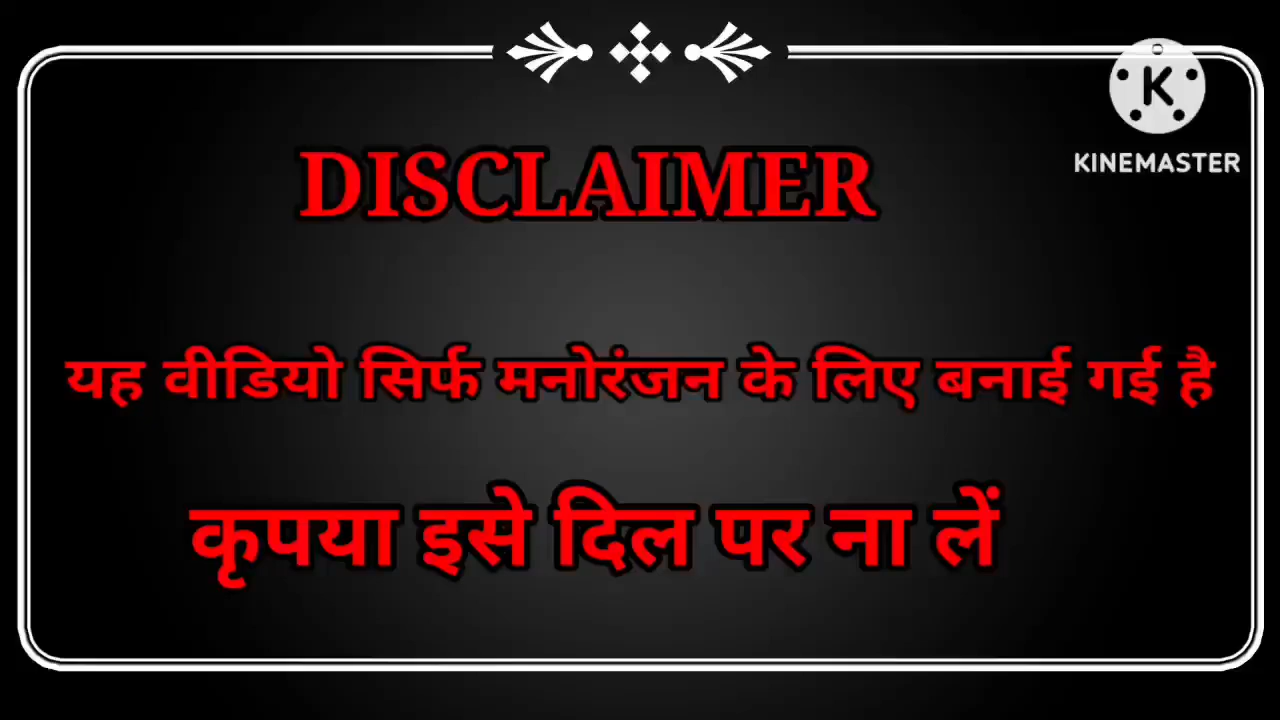 DISCLAIMER
K
KINEMASTER
यह वीडियो सिर्फ मनोरंजन के लिए बनाई गई है
कृपया इसे दिल पर ना लें